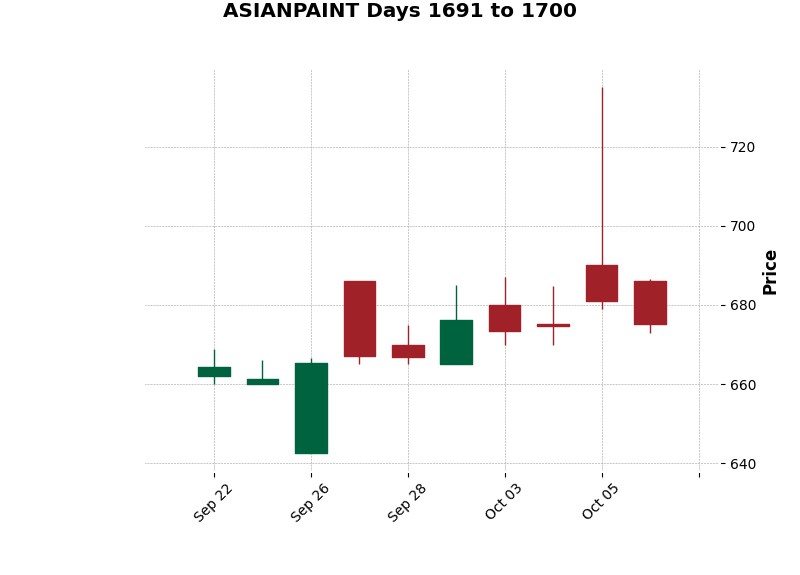 ASIANPAINT Days 1691 to 1700
720
700
680
660
640
Price
Sep 22
Sep 26
Sep 28
Oct 03
Oct 05